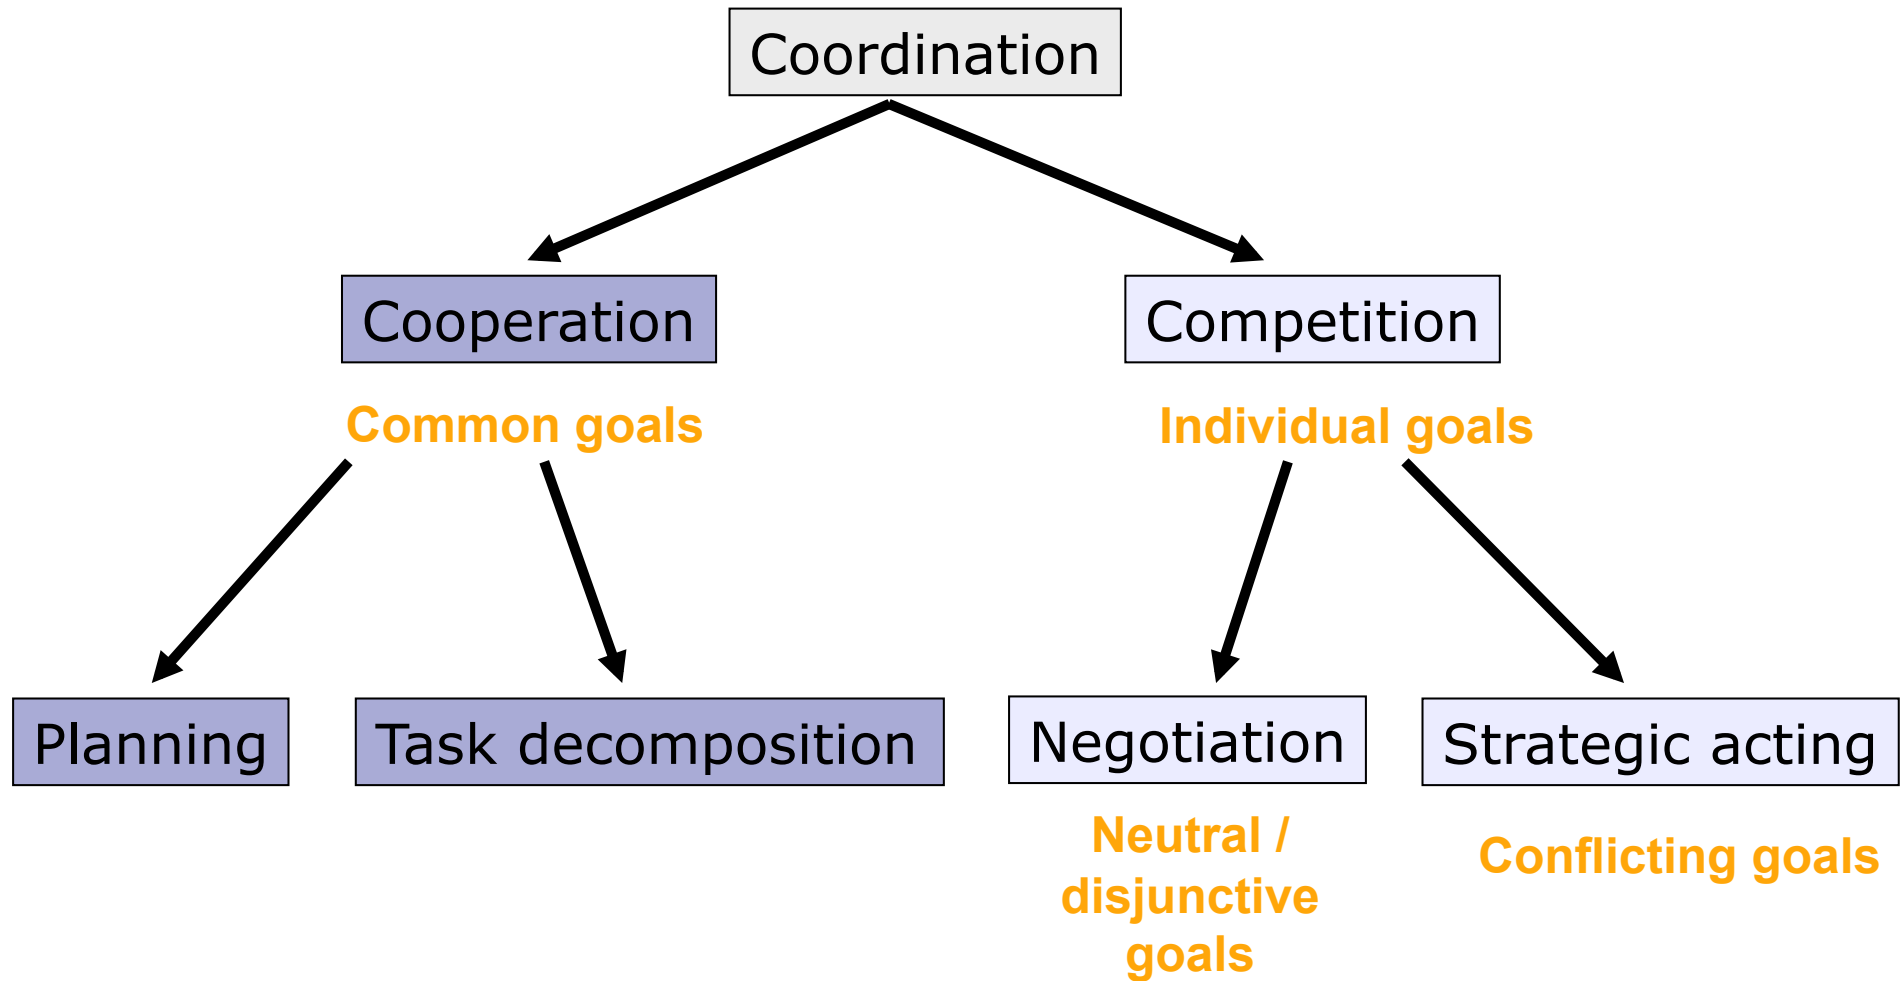 Coordination
Cooperation
Competition
Common goals
Individual goals
Planning
Task decomposition
Negotiation
Strategic acting
Neutral /
disjunctive
goals
Conflicting goals